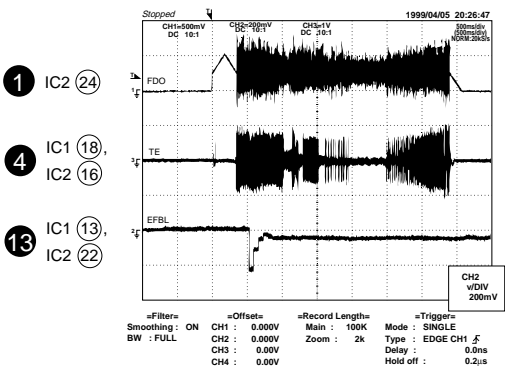 Stopped 1999/04/05 20:26:47
CH1=500mV CH2=200mV CH3=1V 500ms/div
DC 10:1 DC 10:1 DC 10:1 (500ms/div)
NORM:20kS/s
FDO
1 IC2 24
TE
4 IC1 18,
IC2 16
EFBL
13 IC1 13,
IC2 22
CH2
v/DIV
200mV
=Filter= =Offset= =Record Length= =Trigger=
Smoothing : ON CH1 : 0.000V Main : 100K Mode : SINGLE
BW : FULL CH2 : 0.000V Zoom : 2k Type : EDGE CH1
CH3 : 0.00V Delay : 0.0ns
CH4 : 0.00V Hold off : 0.2µs